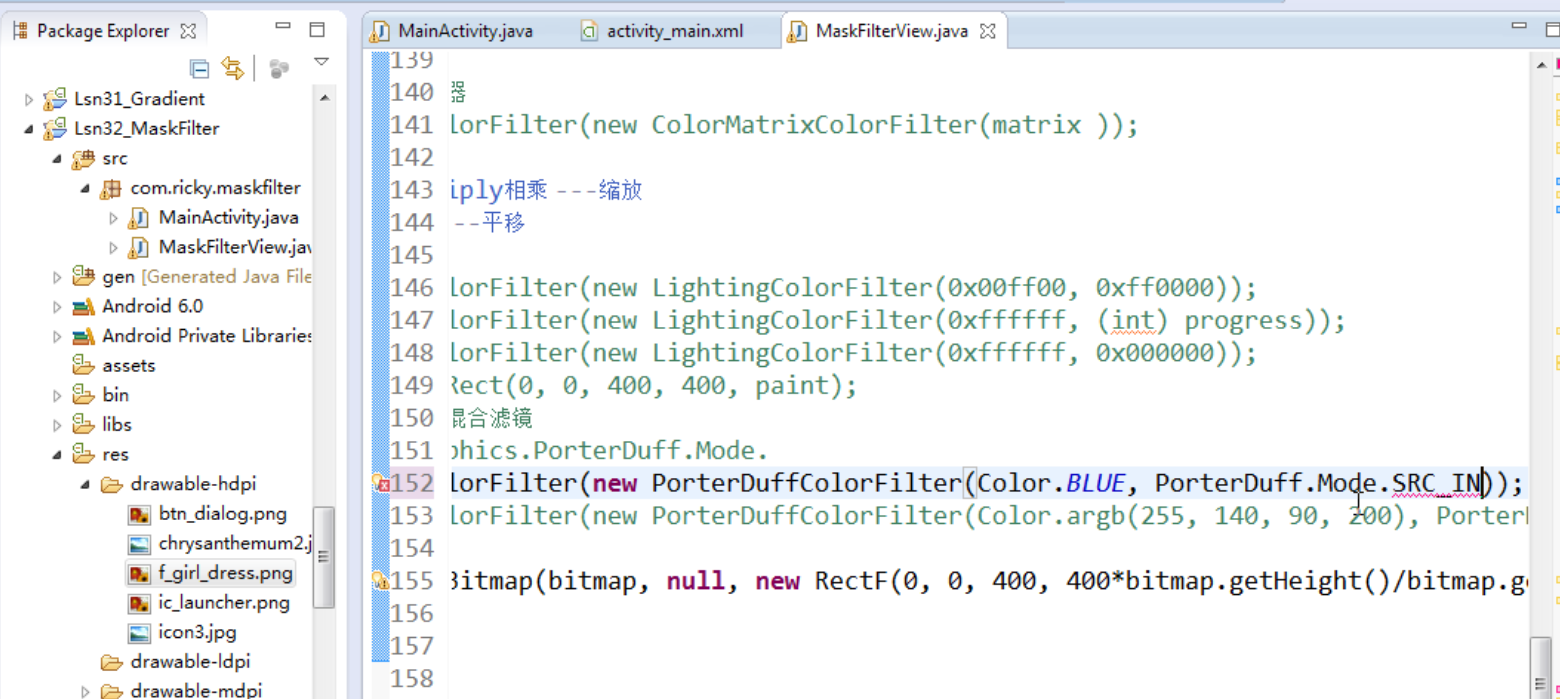 Package Explorer
MainActivity.java
activity_main.xml
MaskFilterView.java
Lsn31_Gradient
Lsn32_MaskFilter
src
com.ricky.maskfilter
MainActivity.java
MaskFilterView.jav
gen [Generated Java File
Android 6.0
Android Private Libraries
assets
bin
libs
res
drawable-hdpi
btn_dialog.png
chrysanthemum2.j
f_girl_dress.png
ic_launcher.png
icon3.jpg
drawable-ldpi
drawable-mdpi
139
140 器
141 lorFilter(new ColorMatrixColorFilter(matrix ));
142
143 iply相乘 ---缩放
144 --平移
145
146 lorFilter(new LightingColorFilter(0x00ff00, 0xff0000));
147 lorFilter(new LightingColorFilter(0xffffff, (int) progress));
148 lorFilter(new LightingColorFilter(0xffffff, 0x000000));
149 Rect(0, 0, 400, 400, paint);
150 混合滤镜
151 phics.PorterDuff.Mode.
152 lorFilter(new PorterDuffColorFilter(Color.BLUE, PorterDuff.Mode.SRC_IN));
153 lorFilter(new PorterDuffColorFilter(Color.argb(255, 140, 90, 200), Porter
154
155 Bitmap(bitmap, null, new RectF(0, 0, 400, 400*bitmap.getHeight()/bitmap.ge
156
157
158